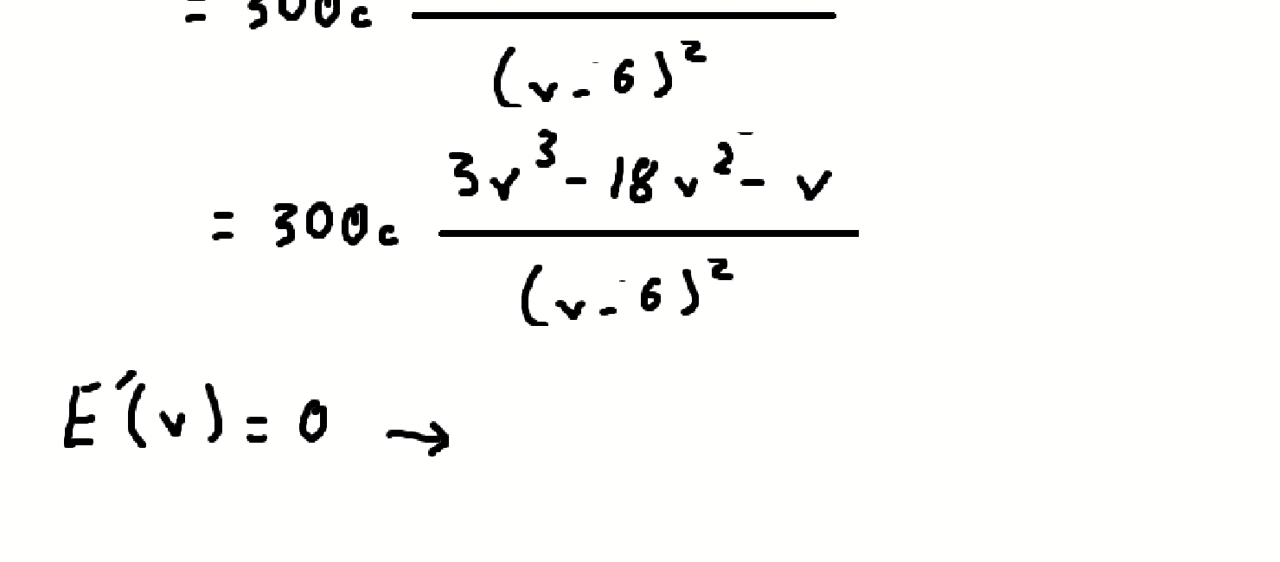 = 300c
(v - 6)²
3v³ - 18v² - v
= 300c
(v - 6)²
E'(v) = 0 →